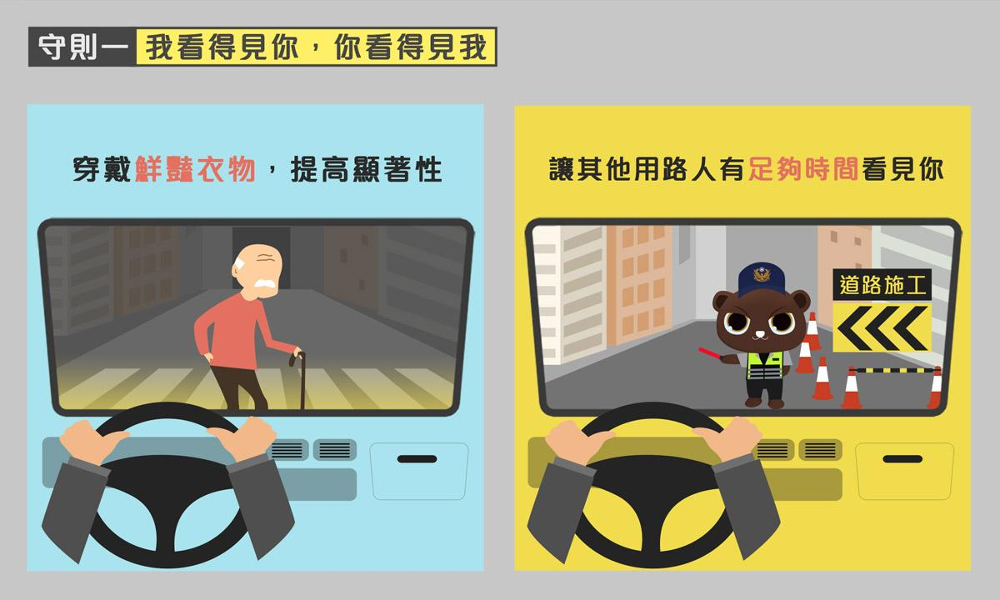 守則一 我看得見你，你看得見我
穿戴鮮豔衣物，提高顯著性
讓其他用路人有足夠時間看見你
道路施工